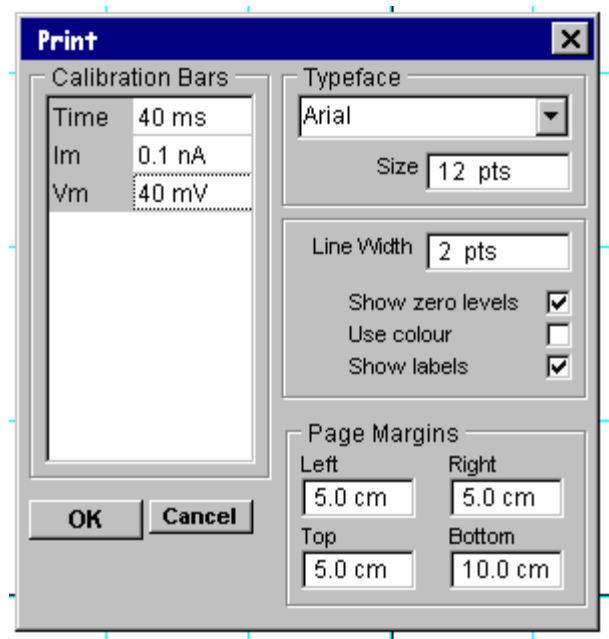 Print
Calibration Bars
Time 40 ms
Im 0.1 nA
Vm 40 mV
Typeface
Arial
Size 12 pts
Line Width 2 pts
Show zero levels
Use colour
Show labels
Page Margins
Left Right
5.0 cm 5.0 cm
Top Bottom
5.0 cm 10.0 cm
OK Cancel